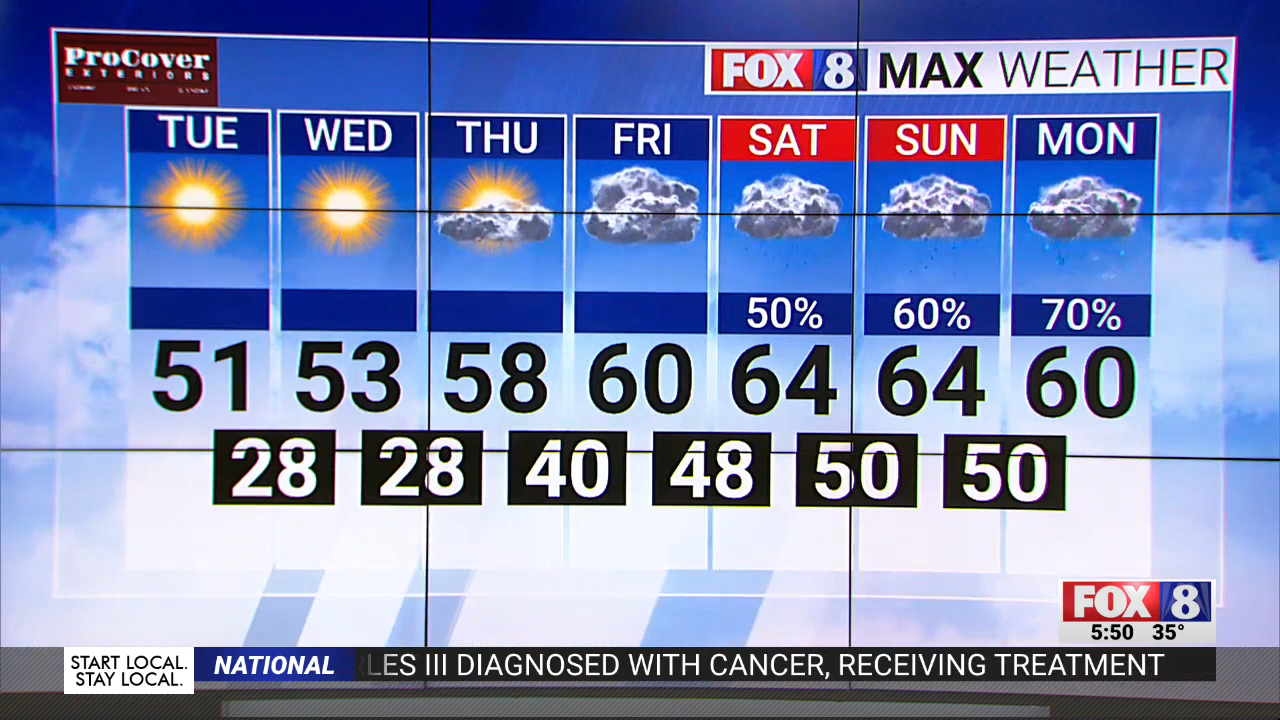 ProCover
EXTERIORS
FOX 8 MAX WEATHER
TUE WED THU FRI SAT SUN MON
50% 60% 70%
51 53 58 60 64 64 60
28 28 40 48 50 50
FOX 8
5:50 35°
START LOCAL.
STAY LOCAL.
NATIONAL LES III DIAGNOSED WITH CANCER, RECEIVING TREATMENT